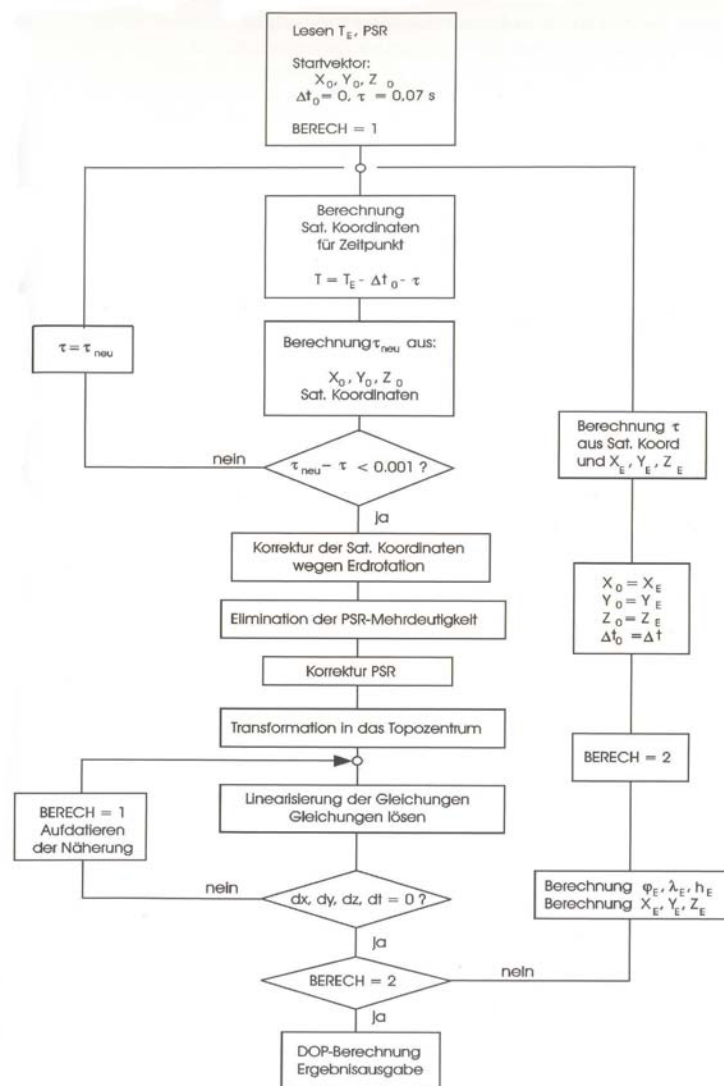 Lesen T_E, PSR
Startvektor:
X_0, Y_0, Z_0
Δt_0 = 0, τ = 0,07 s
BERECH = 1
Berechnung
Sat. Koordinaten
für Zeitpunkt
T = T_E - Δt_0 - τ
τ = τ_neu
Berechnung τ_neu aus:
X_0, Y_0, Z_0
Sat. Koordinaten
nein
τ_neu - τ < 0.001 ?
ja
Berechnung τ
aus Sat. Koord
und X_E, Y_E, Z_E
Korrektur der Sat. Koordinaten
wegen Erdrotation
Elimination der PSR-Mehrdeutigkeit
Korrektur PSR
Transformation in das Topozentrum
X_0 = X_E
Y_0 = Y_E
Z_0 = Z_E
Δt_0 = Δt
BERECH = 2
BERECH = 1
Aufdatieren
der Näherung
Linearisierung der Gleichungen
Gleichungen lösen
nein
dx, dy, dz, dt = 0 ?
ja
Berechnung φ_E, λ_E, h_E
Berechnung X_E, Y_E, Z_E
BERECH = 2
nein
ja
DOP-Berechnung
Ergebnisausgabe